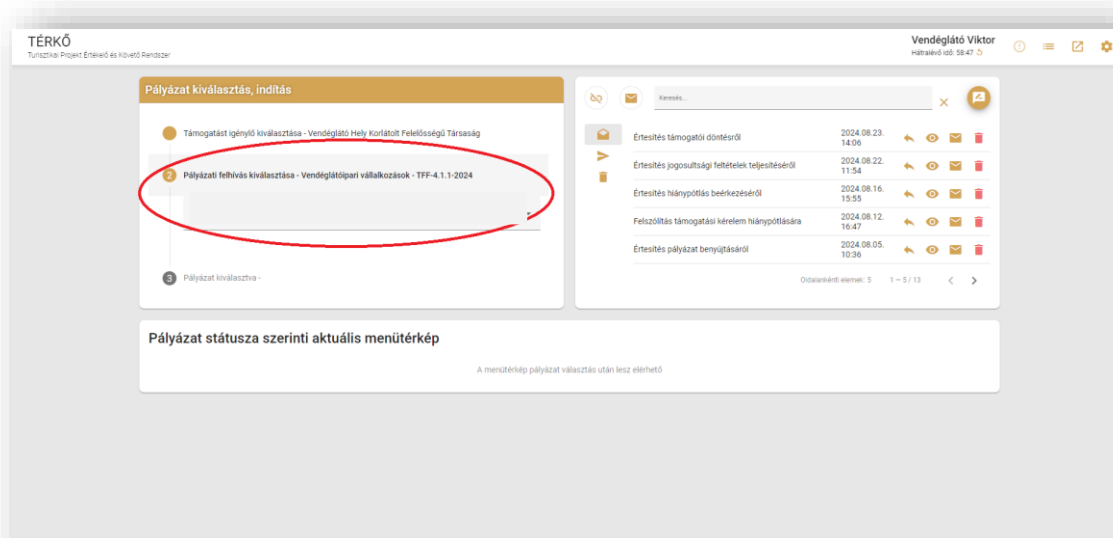 TÉRKŐ
Turisztikai Projekt Értékelő és Követő Rendszer
Vendéglátó Viktor
Hátralévő idő: 58:47
Pályázat kiválasztás, indítás
Támogatást igénylő kiválasztása - Vendéglátó Hely Korlátolt Felelősségű Társaság
2 Pályázati felhívás kiválasztása - Vendéglátóipari vállalkozások - TFF-4.1.1-2024
3 Pályázat kiválasztva -
Keresés...
Értesítés támogatói döntésről 2024.08.23. 14:06
Értesítés jogosultsági feltételek teljesítéséről 2024.08.22. 11:54
Értesítés hiánypótlás beérkezéséről 2024.08.16. 15:55
Felszólítás támogatási kérelem hiánypótlására 2024.08.12. 16:47
Értesítés pályázat benyújtásáról 2024.08.05. 10:36
Oldalankénti elemek: 5 1 – 5 / 13
Pályázat státusza szerinti aktuális menütérkép
A menütérkép pályázat választás után lesz elérhető